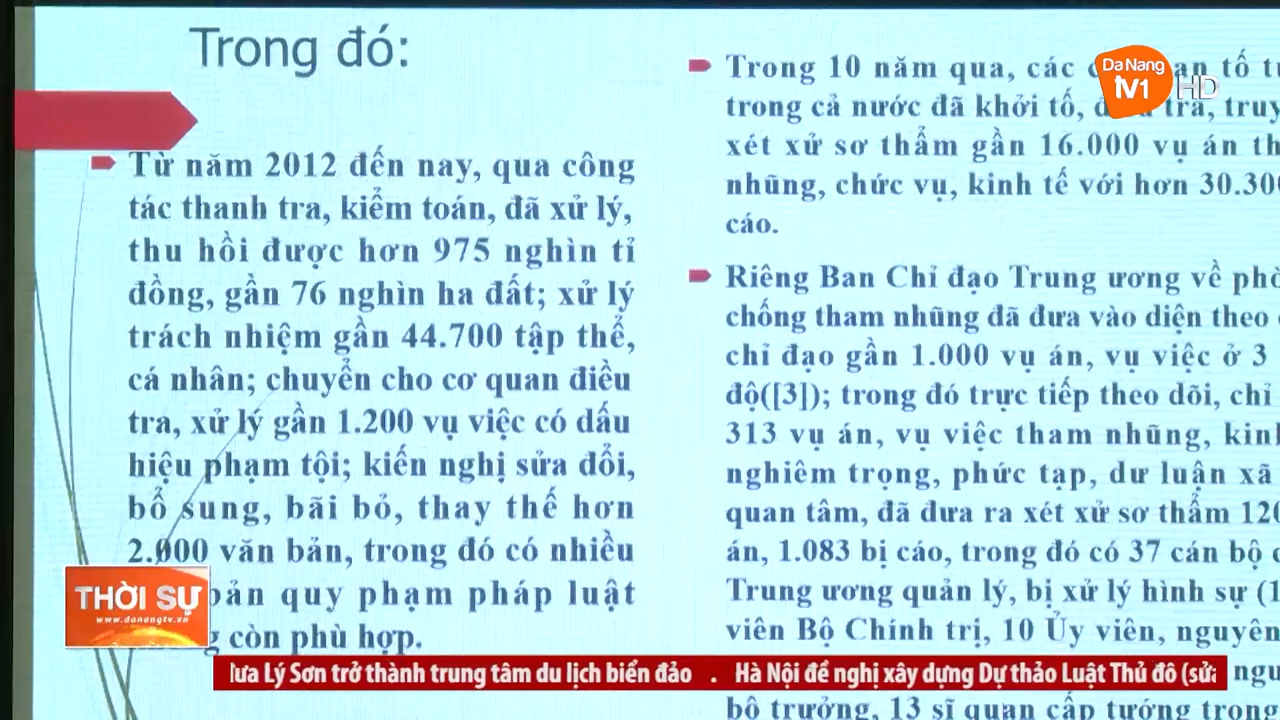 Trong đó:
Từ năm 2012 đến nay, qua công
tác thanh tra, kiểm toán, đã xử lý,
thu hồi được hơn 975 nghìn tỉ
đồng, gần 76 nghìn ha đất; xử lý
trách nhiệm gần 44.700 tập thể,
cá nhân; chuyển cho cơ quan điều
tra, xử lý gần 1.200 vụ việc có dấu
hiệu phạm tội; kiến nghị sửa đổi,
bổ sung, bãi bỏ, thay thế hơn
2.000 văn bản, trong đó có nhiều
bản quy phạm pháp luật
còn phù hợp.
Trong 10 năm qua, các tố
trong cả nước đã khởi tố, tra, truy
xét xử sơ thẩm gần 16.000 vụ án
nhũng, chức vụ, kinh tế với hơn
cáo.
Riêng Ban Chỉ đạo Trung ương về
chống tham nhũng đã đưa vào diện theo
chỉ đạo gần 1.000 vụ án, vụ việc ở 3
độ([3]); trong đó trực tiếp theo dõi, chỉ
313 vụ án, vụ việc tham nhũng,
nghiêm trọng, phức tạp, dư luận xã
quan tâm, đã đưa ra xét xử sơ thẩm
án, 1.083 bị cáo, trong đó có 37 cán bộ
Trung ương quản lý, bị xử lý hình sự
viên Bộ Chính trị, 10 Ủy viên, nguyên
bộ trưởng, 13 sĩ quan cấp tướng trong
Da Nang
TV1
HD
THỜI SỰ
www.danangtv.vn
Lý Sơn trở thành trung tâm du lịch biển đảo . Hà Nội đề nghị xây dựng Dự thảo Luật Thủ đô